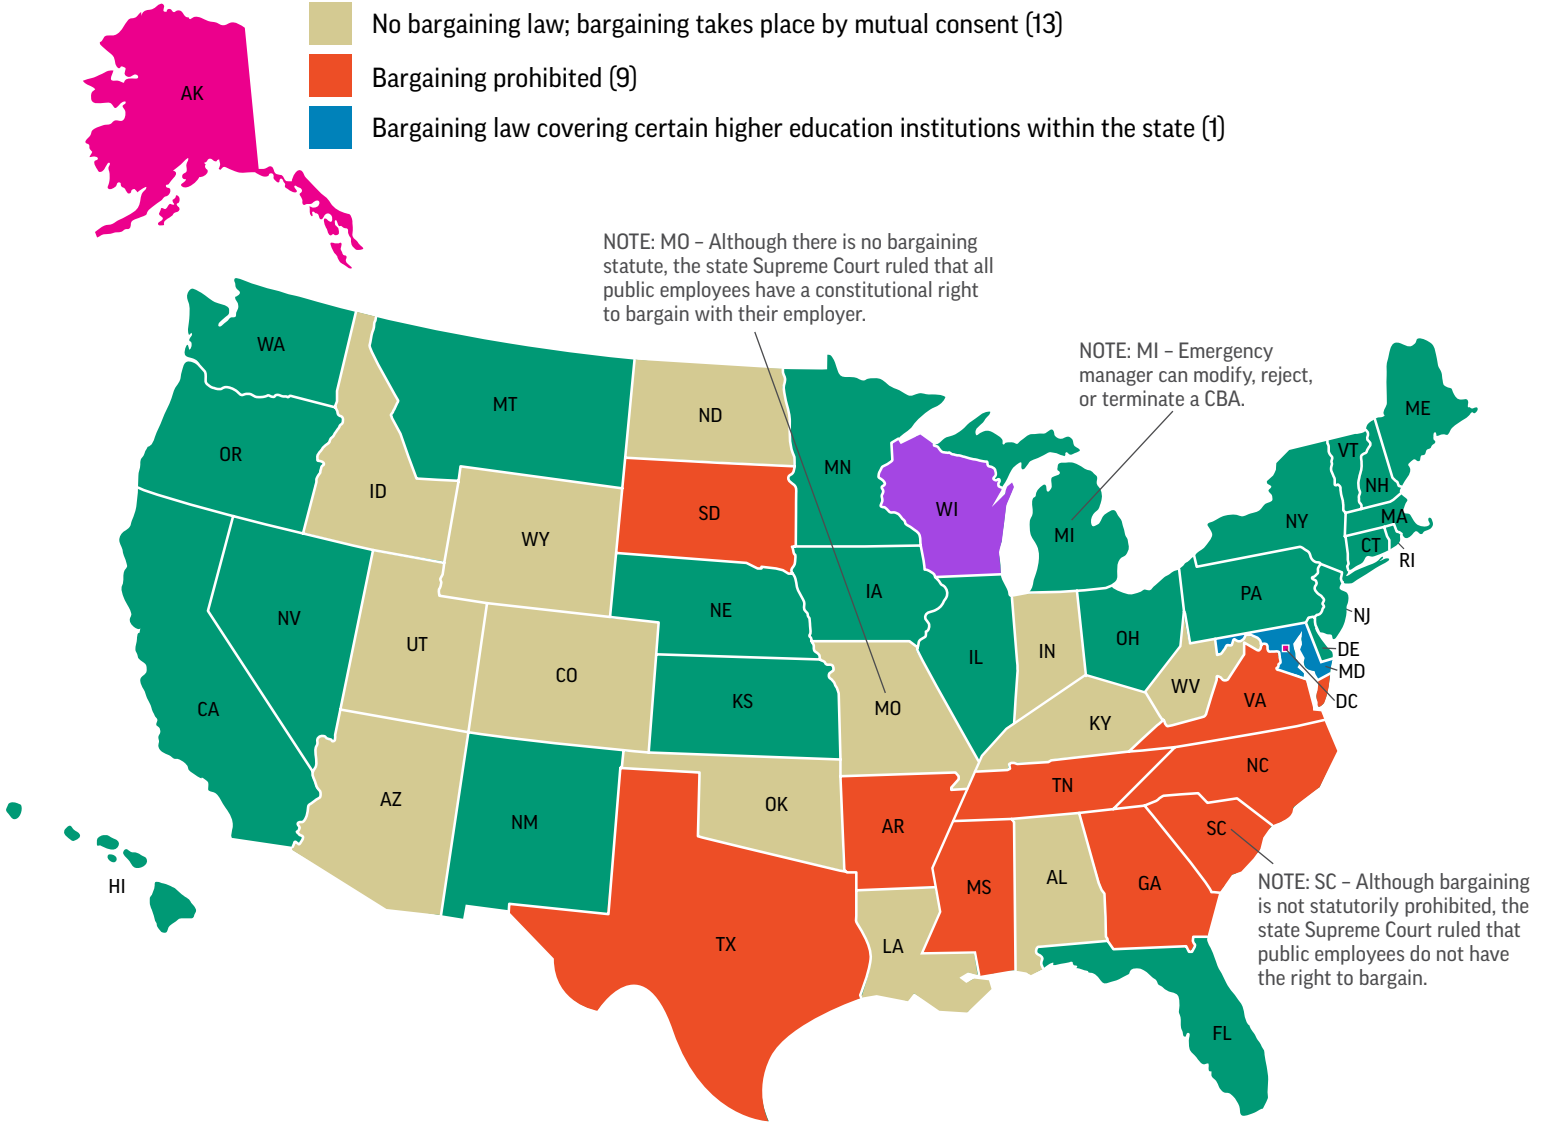 No bargaining law; bargaining takes place by mutual consent (13)
Bargaining prohibited (9)
Bargaining law covering certain higher education institutions within the state (1)
AK
NOTE: MO – Although there is no bargaining
statute, the state Supreme Court ruled that all
public employees have a constitutional right
to bargain with their employer.
NOTE: MI – Emergency
manager can modify, reject,
or terminate a CBA.
WA
MT
ND
ME
OR
ID
SD
MN
WI
VT
NH
WY
MI
NY
MA
CT
RI
NV
UT
CO
NE
IA
IL
IN
OH
PA
NJ
DE
MD
DC
CA
KS
MO
KY
WV
VA
AZ
NM
OK
AR
TN
NC
SC
HI
TX
LA
MS
AL
GA
NOTE: SC – Although bargaining
is not statutorily prohibited, the
state Supreme Court ruled that
public employees do not have
the right to bargain.
FL